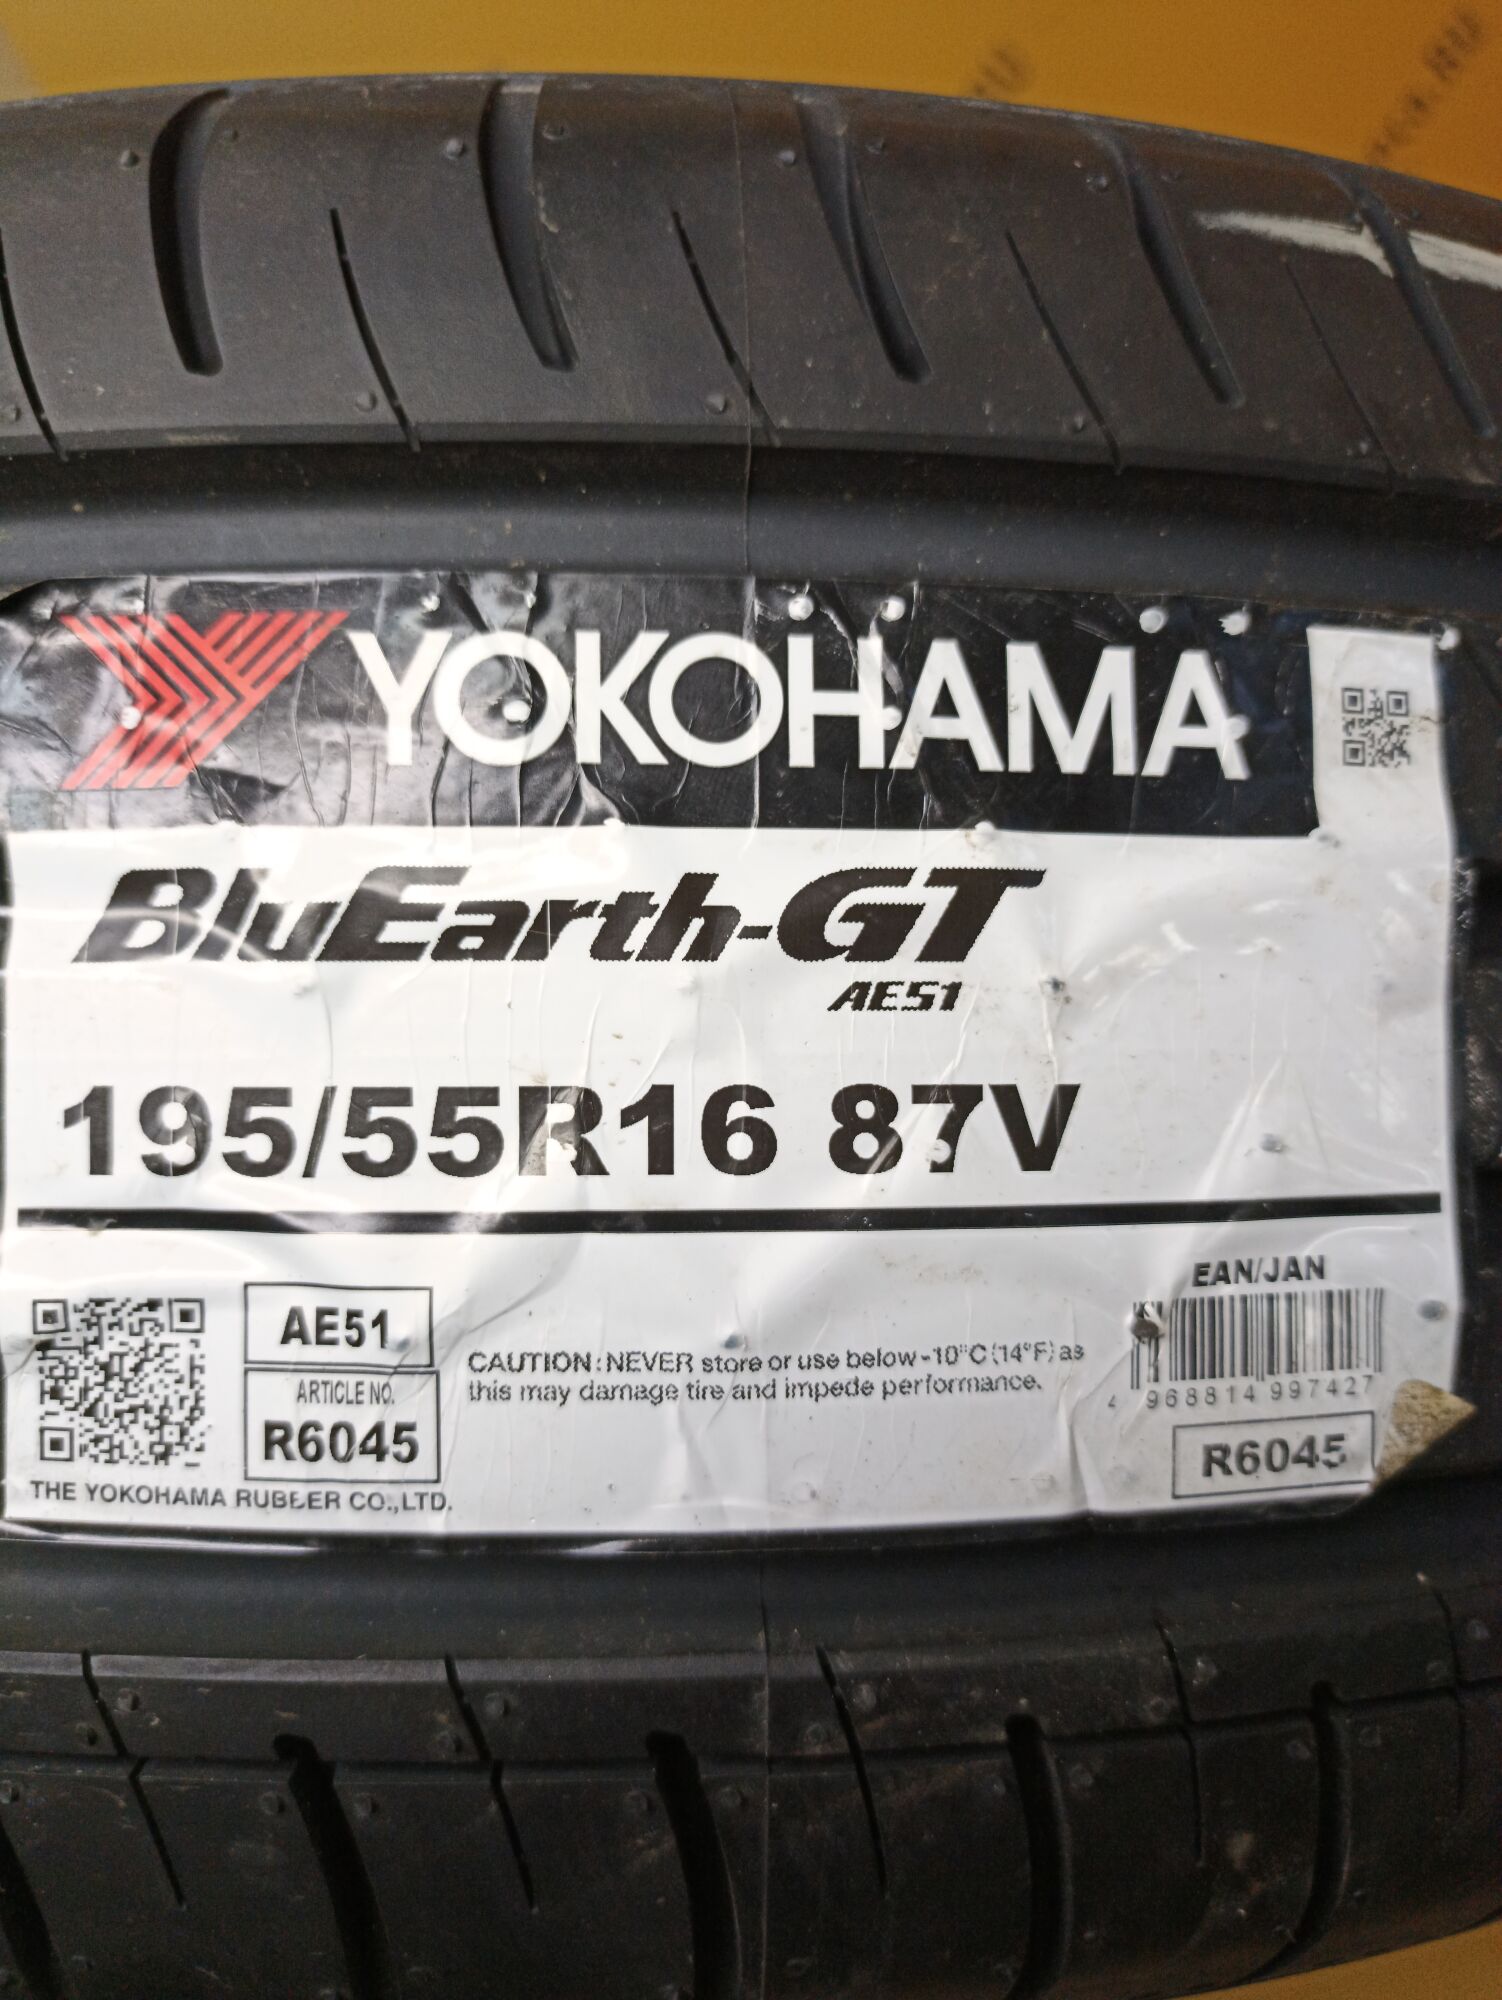 YOKOHAMA
BluEarth-GT
AE51
195/55R16 87V
EAN/JAN
AE51
ARTICLE NO.
R6045
CAUTION: NEVER store or use below -10°C (14°F) as
this may damage tire and impede performance.
4 968814 997427
R6045
THE YOKOHAMA RUBBER CO.,LTD.